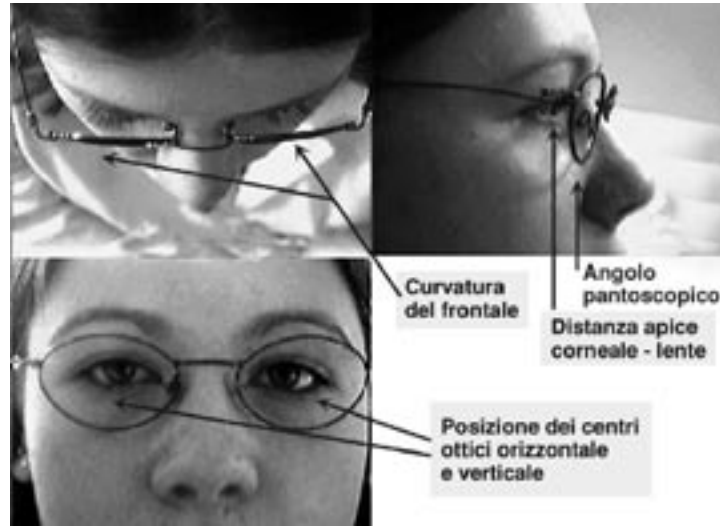 Curvatura
del frontale
Angolo
pantoscopico
Distanza apice
corneale - lente
Posizione dei centri
ottici orizzontale
e verticale